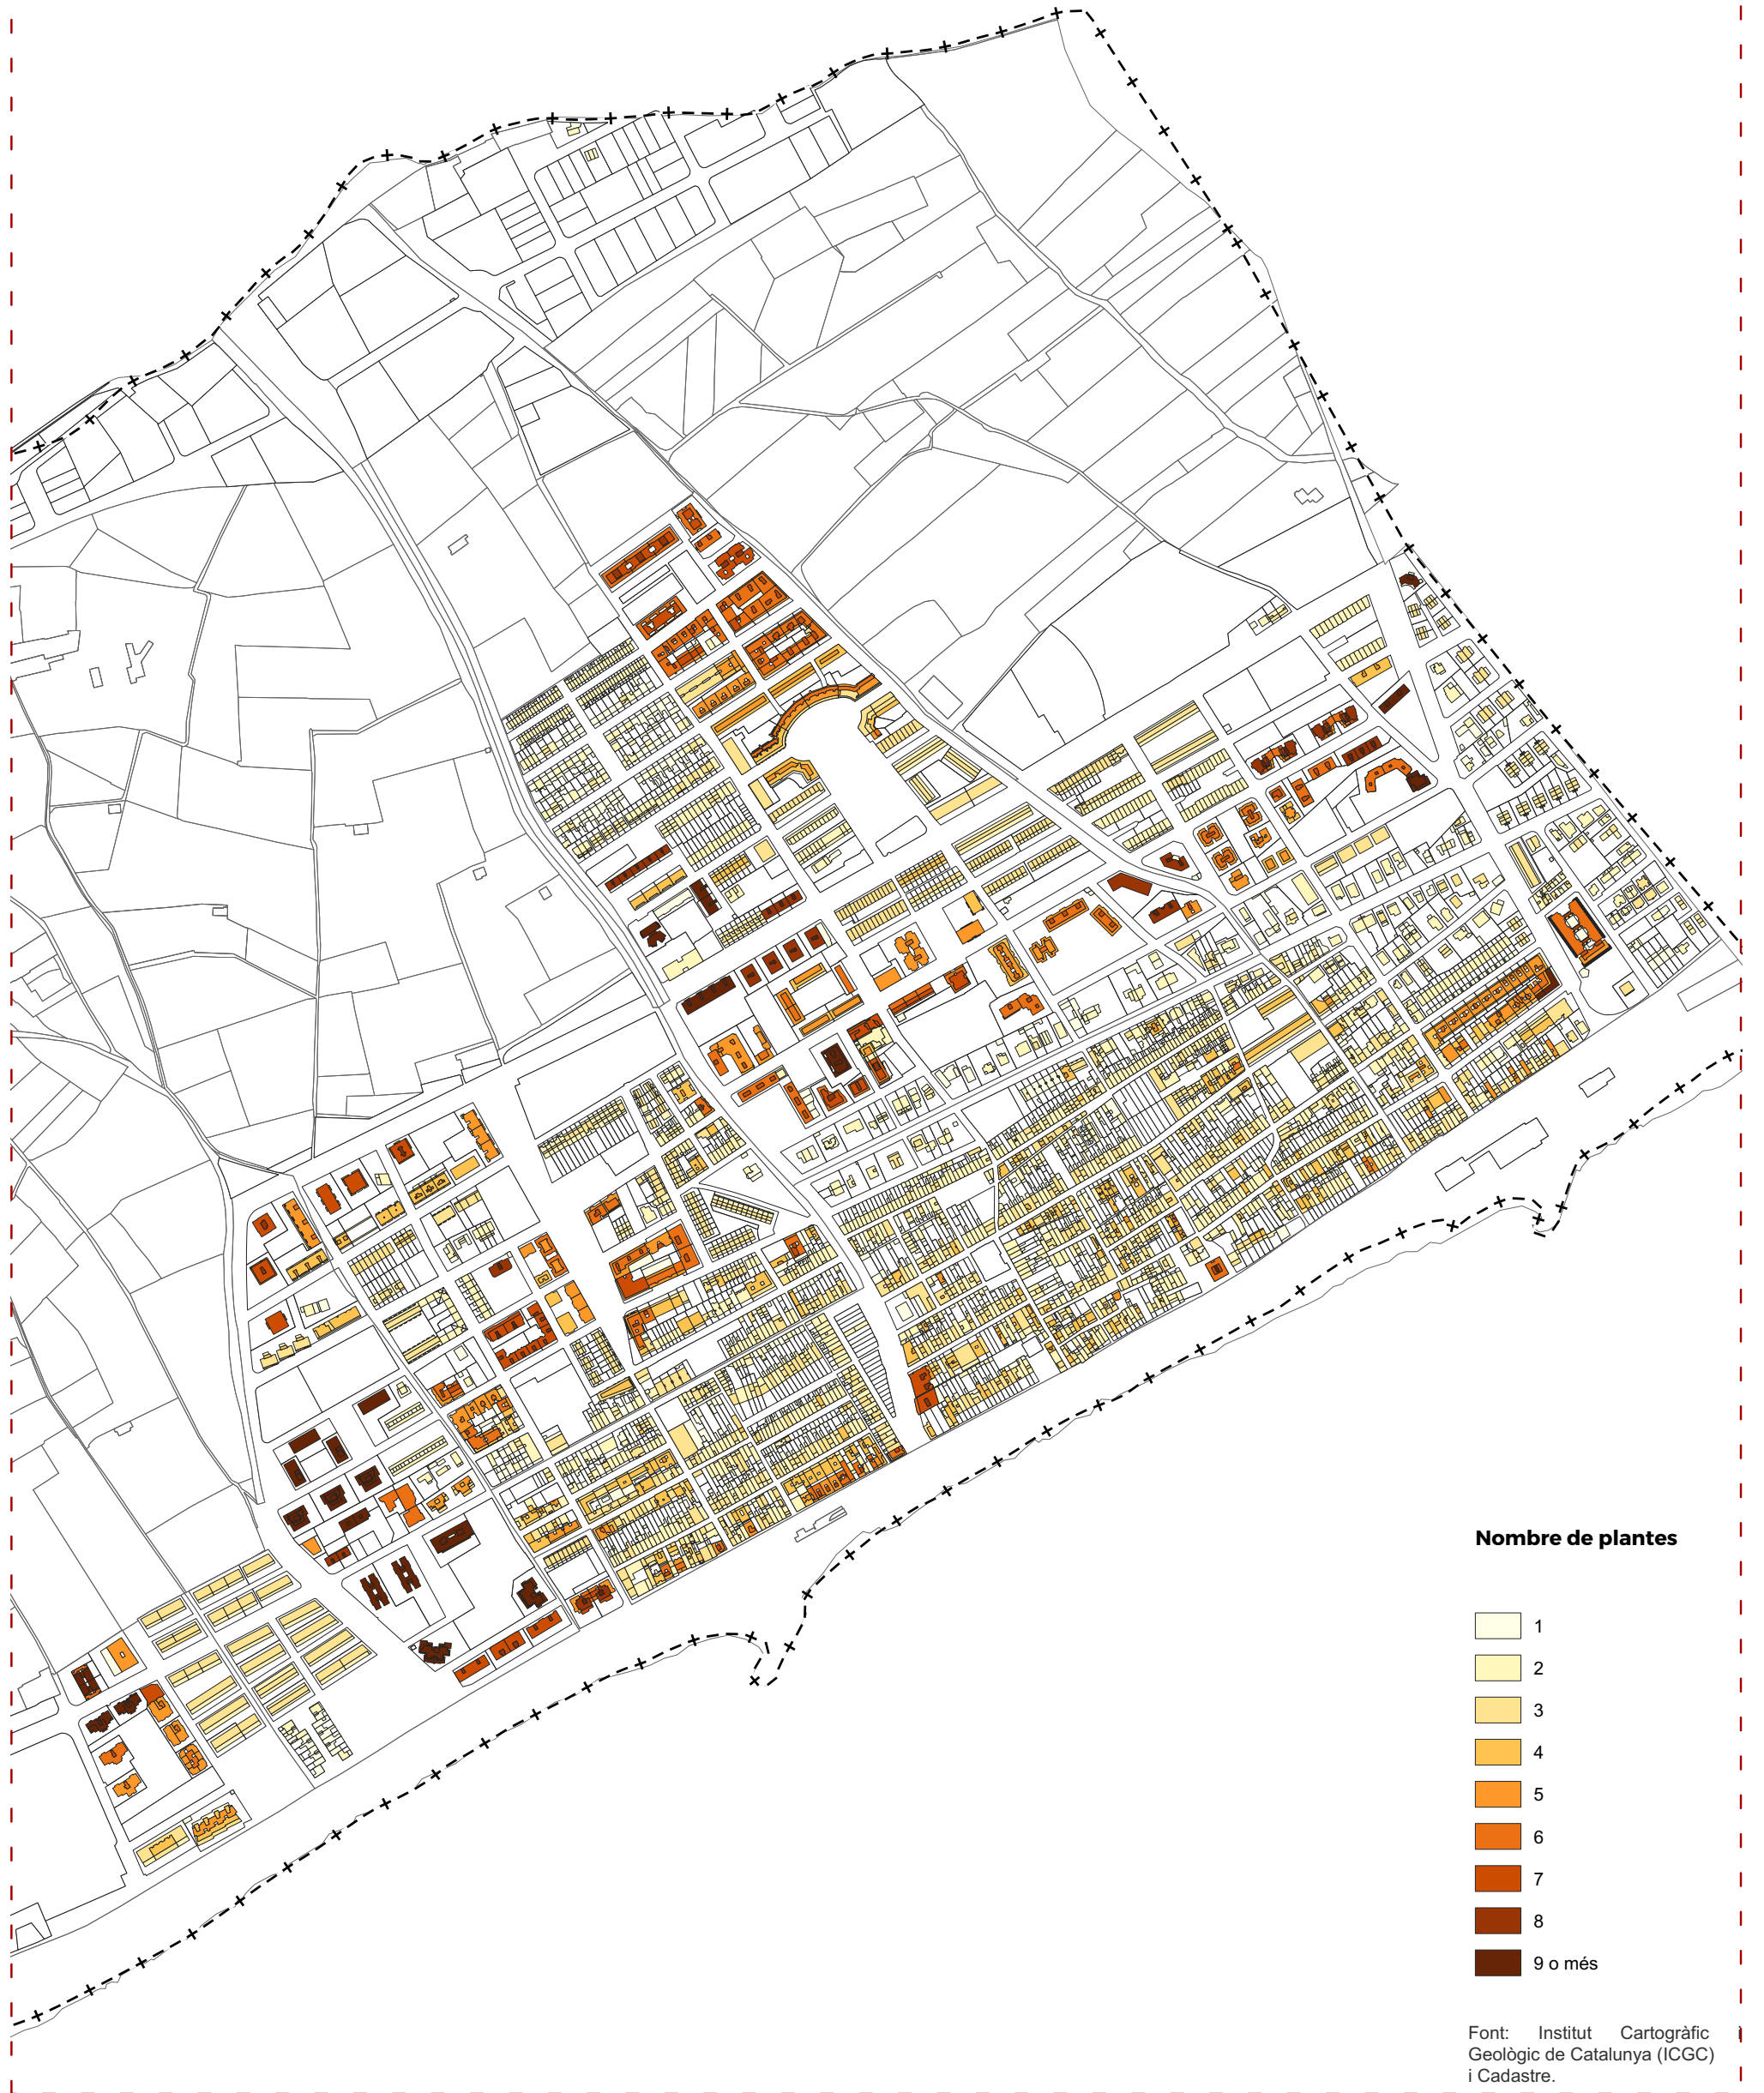 Nombre de plantes
1
2
3
4
5
6
7
8
9 o més
Font: Institut Cartogràfic i
Geològic de Catalunya (ICGC)
i Cadastre.